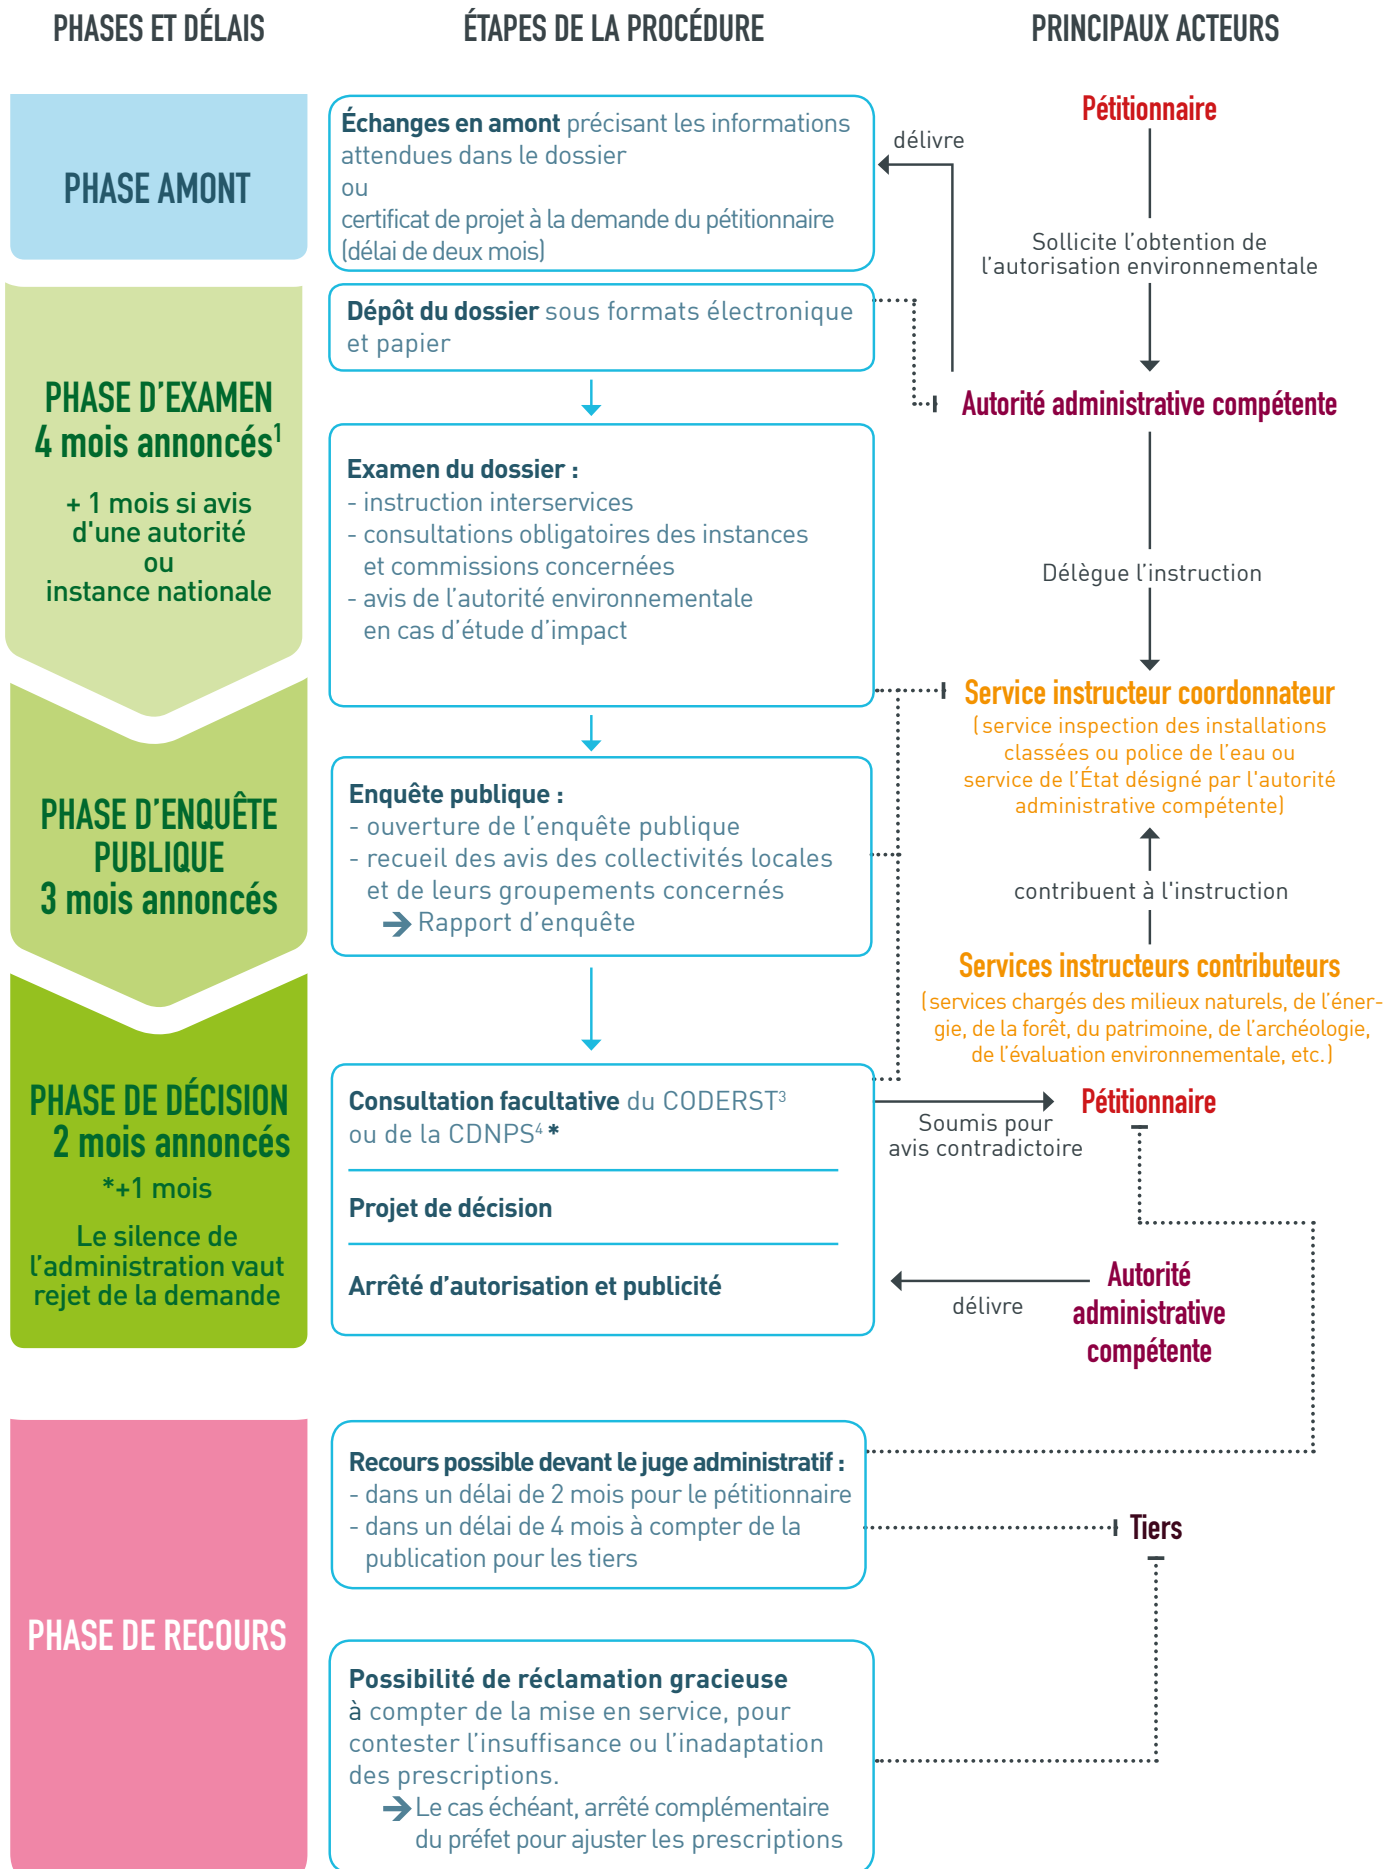 PHASES ET DÉLAIS
ÉTAPES DE LA PROCÉDURE
PRINCIPAUX ACTEURS
PHASE AMONT
Échanges en amont précisant les informations
attendues dans le dossier
ou
certificat de projet à la demande du pétitionnaire
(délai de deux mois)
délivre
Pétitionnaire
Sollicite l’obtention de
l’autorisation environnementale
Autorité administrative compétente
PHASE D’EXAMEN
4 mois annoncés1
+ 1 mois si avis
d'une autorité
ou
instance nationale
Dépôt du dossier sous formats électronique
et papier
Examen du dossier :
- instruction interservices
- consultations obligatoires des instances
et commissions concernées
- avis de l’autorité environnementale
en cas d’étude d’impact
Délègue l’instruction
Service instructeur coordonnateur
(service inspection des installations
classées ou police de l’eau ou
service de l’État désigné par l'autorité
administrative compétente)
PHASE D’ENQUÊTE
PUBLIQUE
3 mois annoncés
Enquête publique :
- ouverture de l’enquête publique
- recueil des avis des collectivités locales
et de leurs groupements concernés
➔ Rapport d’enquête
contribuent à l'instruction
Services instructeurs contributeurs
(services chargés des milieux naturels, de l’éner-
gie, de la forêt, du patrimoine, de l’archéologie,
de l’évaluation environnementale, etc.)
PHASE DE DÉCISION
2 mois annoncés
*+1 mois
Le silence de
l’administration vaut
rejet de la demande
Consultation facultative du CODERST3
ou de la CDNPS4 *
Projet de décision
Arrêté d’autorisation et publicité
Soumis pour
avis contradictoire
Pétitionnaire
délivre
Autorité
administrative
compétente
PHASE DE RECOURS
Recours possible devant le juge administratif :
- dans un délai de 2 mois pour le pétitionnaire
- dans un délai de 4 mois à compter de la
publication pour les tiers
Tiers
Possibilité de réclamation gracieuse
à compter de la mise en service, pour
contester l’insuffisance ou l’inadaptation
des prescriptions.
➔ Le cas échéant, arrêté complémentaire
du préfet pour ajuster les prescriptions